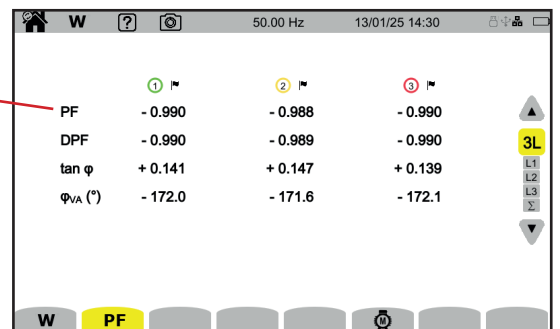 W ? 50.00 Hz 13/01/25 14:30
1 2 3
PF - 0.990 - 0.988 - 0.990
DPF - 0.990 - 0.989 - 0.990
tan φ + 0.141 + 0.147 + 0.139
φVA (°) - 172.0 - 171.6 - 172.1
3L
L1
L2
L3
Σ
W PF M